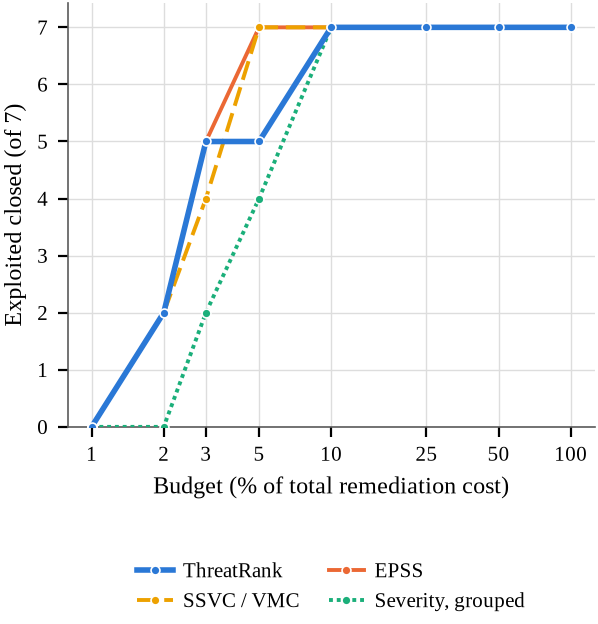 Exploited closed (of 7)
7
6
5
4
3
2
1
0
1 2 3 5 10 25 50 100
Budget (% of total remediation cost)
ThreatRank EPSS
SSVC / VMC Severity, grouped